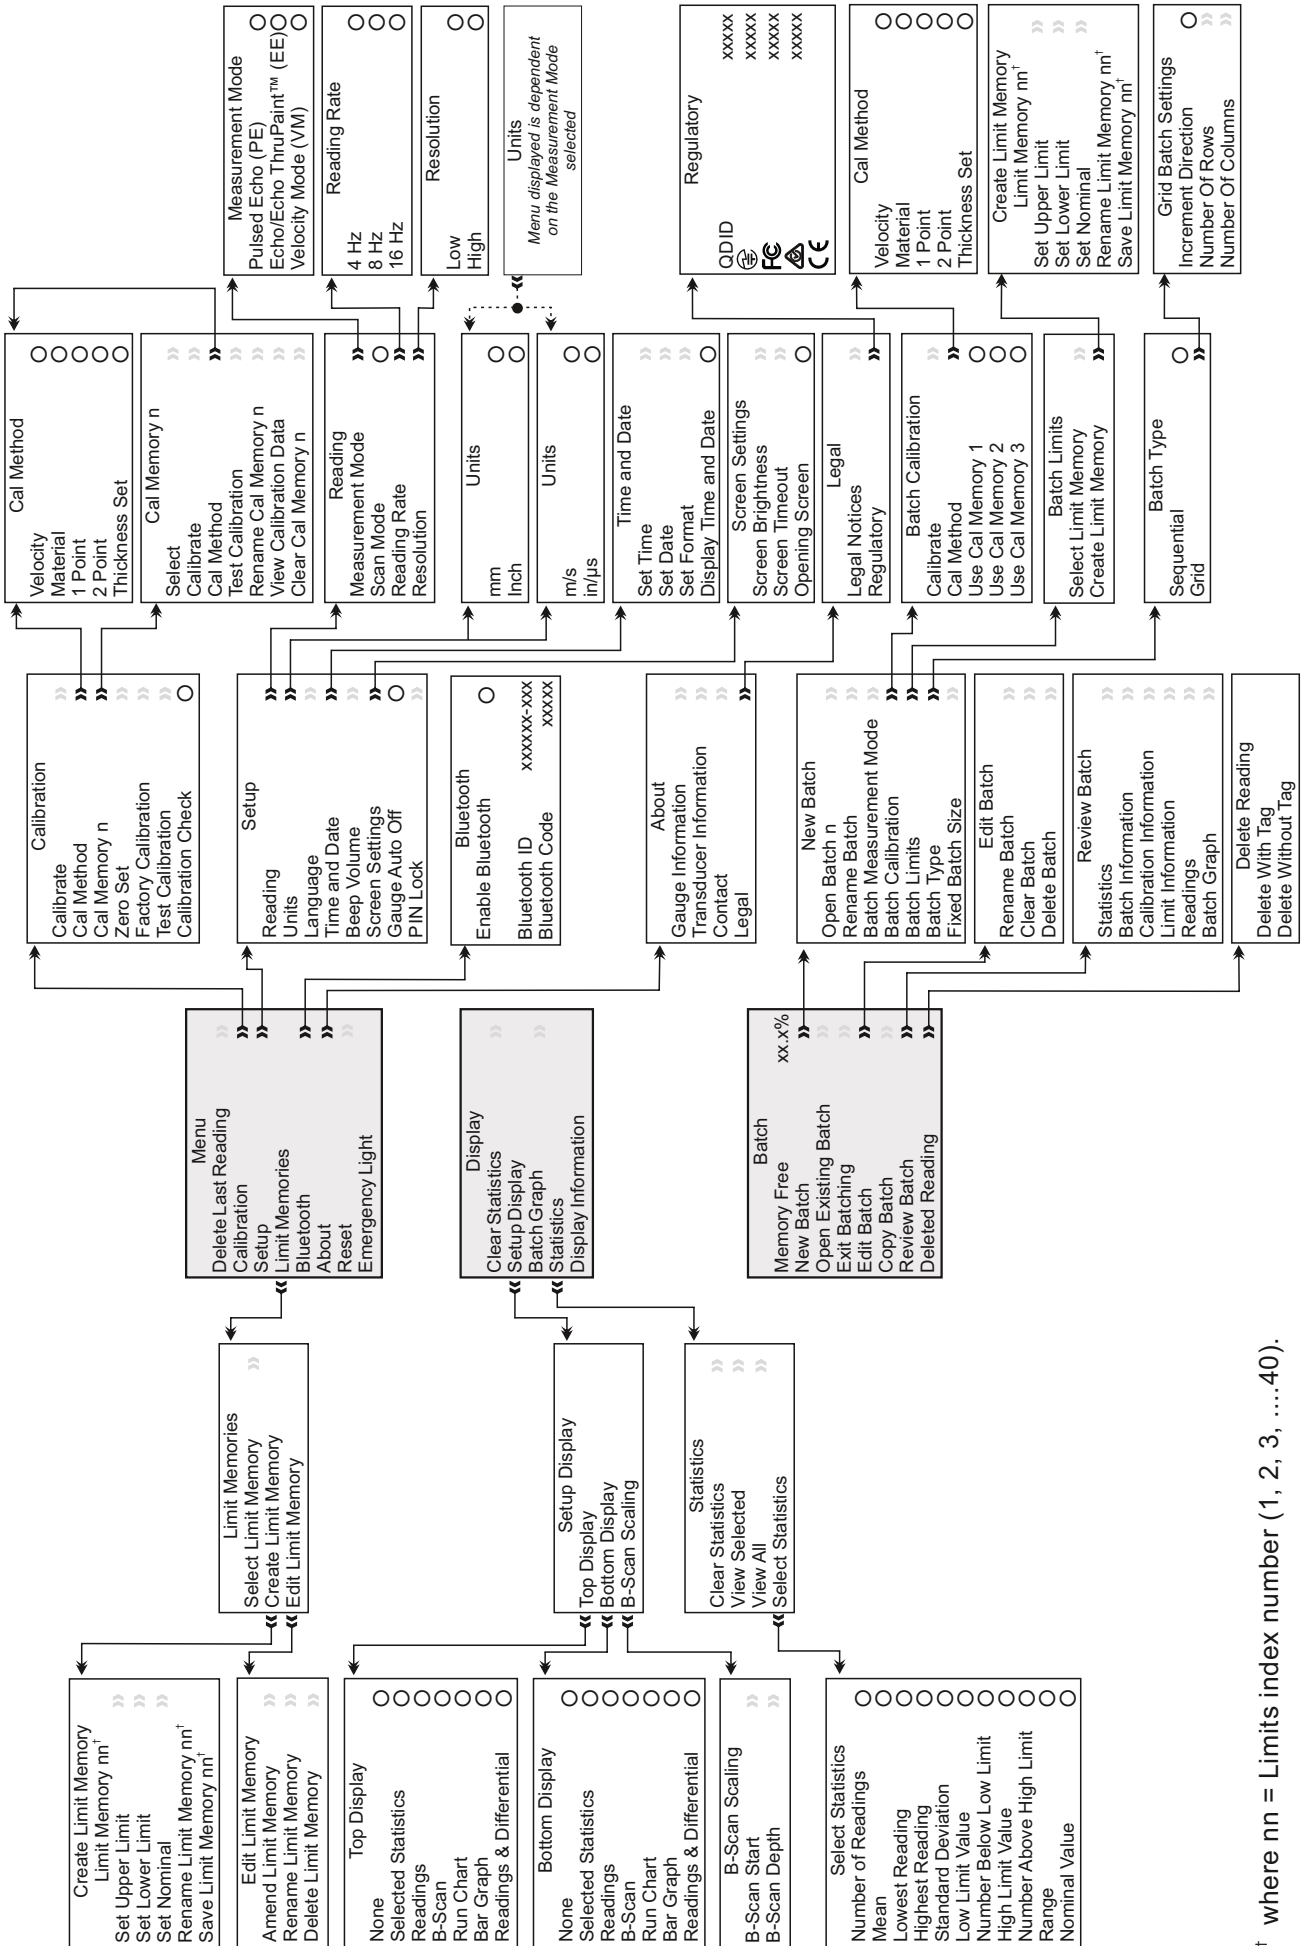 Create Limit Memory
Limit Memory nn†
Set Upper Limit
Set Lower Limit
Set Nominal
Rename Limit Memory nn†
Save Limit Memory nn†
Edit Limit Memory
Amend Limit Memory
Rename Limit Memory
Delete Limit Memory
Top Display
None
Selected Statistics
Readings
B-Scan
Run Chart
Bar Graph
Readings & Differential
Bottom Display
None
Selected Statistics
Readings
B-Scan
Run Chart
Bar Graph
Readings & Differential
B-Scan Scaling
B-Scan Start
B-Scan Depth
Select Statistics
Number of Readings
Mean
Lowest Reading
Highest Reading
Standard Deviation
Low Limit Value
Number Below Low Limit
High Limit Value
Number Above High Limit
Range
Nominal Value
Limit Memories
Select Limit Memory
Create Limit Memory
Edit Limit Memory
Setup Display
Top Display
Bottom Display
B-Scan Scaling
Statistics
Clear Statistics
View Selected
View All
Select Statistics
Menu
Delete Last Reading
Calibration
Setup
Limit Memories
Bluetooth
About
Reset
Emergency Light
Display
Clear Statistics
Setup Display
Batch Graph
Statistics
Display Information
Batch
Memory Free xx.x%
New Batch
Open Existing Batch
Exit Batching
Edit Batch
Copy Batch
Review Batch
Deleted Reading
Calibration
Calibrate
Cal Method
Cal Memory n
Zero Set
Factory Calibration
Test Calibration
Calibration Check
Setup
Reading
Units
Language
Time and Date
Beep Volume
Screen Settings
Gauge Auto Off
PIN Lock
Bluetooth
Enable Bluetooth
Bluetooth ID xxxxxx-xxx
Bluetooth Code xxxxx
About
Gauge Information
Transducer Information
Contact
Legal
New Batch
Open Batch n
Rename Batch
Batch Measurement Mode
Batch Calibration
Batch Limits
Batch Type
Fixed Batch Size
Edit Batch
Rename Batch
Clear Batch
Delete Batch
Review Batch
Statistics
Batch Information
Calibration Information
Limit Information
Readings
Batch Graph
Delete Reading
Delete With Tag
Delete Without Tag
Cal Method
Velocity
Material
1 Point
2 Point
Thickness Set
Cal Memory n
Select
Calibrate
Cal Method
Test Calibration
Rename Cal Memory n
View Calibration Data
Clear Cal Memory n
Reading
Measurement Mode
Scan Mode
Reading Rate
Resolution
Units
mm
Inch
Units
m/s
in/µs
Time and Date
Set Time
Set Date
Set Format
Display Time and Date
Screen Settings
Screen Brightness
Screen Timeout
Opening Screen
Legal
Legal Notices
Regulatory
Batch Calibration
Calibrate
Cal Method
Use Cal Memory 1
Use Cal Memory 2
Use Cal Memory 3
Batch Limits
Select Limit Memory
Create Limit Memory
Batch Type
Sequential
Grid
Measurement Mode
Pulsed Echo (PE)
Echo/Echo ThruPaint™ (EE)
Velocity Mode (VM)
Reading Rate
4 Hz
8 Hz
16 Hz
Resolution
Low
High
Units
Menu displayed is dependent
on the Measurement Mode
selected
Regulatory
QDID xxxxx
xxxxx
FC xxxxx
CE xxxxx
Cal Method
Velocity
Material
1 Point
2 Point
Thickness Set
Create Limit Memory
Limit Memory nn†
Set Upper Limit
Set Lower Limit
Set Nominal
Rename Limit Memory nn†
Save Limit Memory nn†
Grid Batch Settings
Increment Direction
Number Of Rows
Number Of Columns
† where nn = Limits index number (1, 2, 3, ....40).